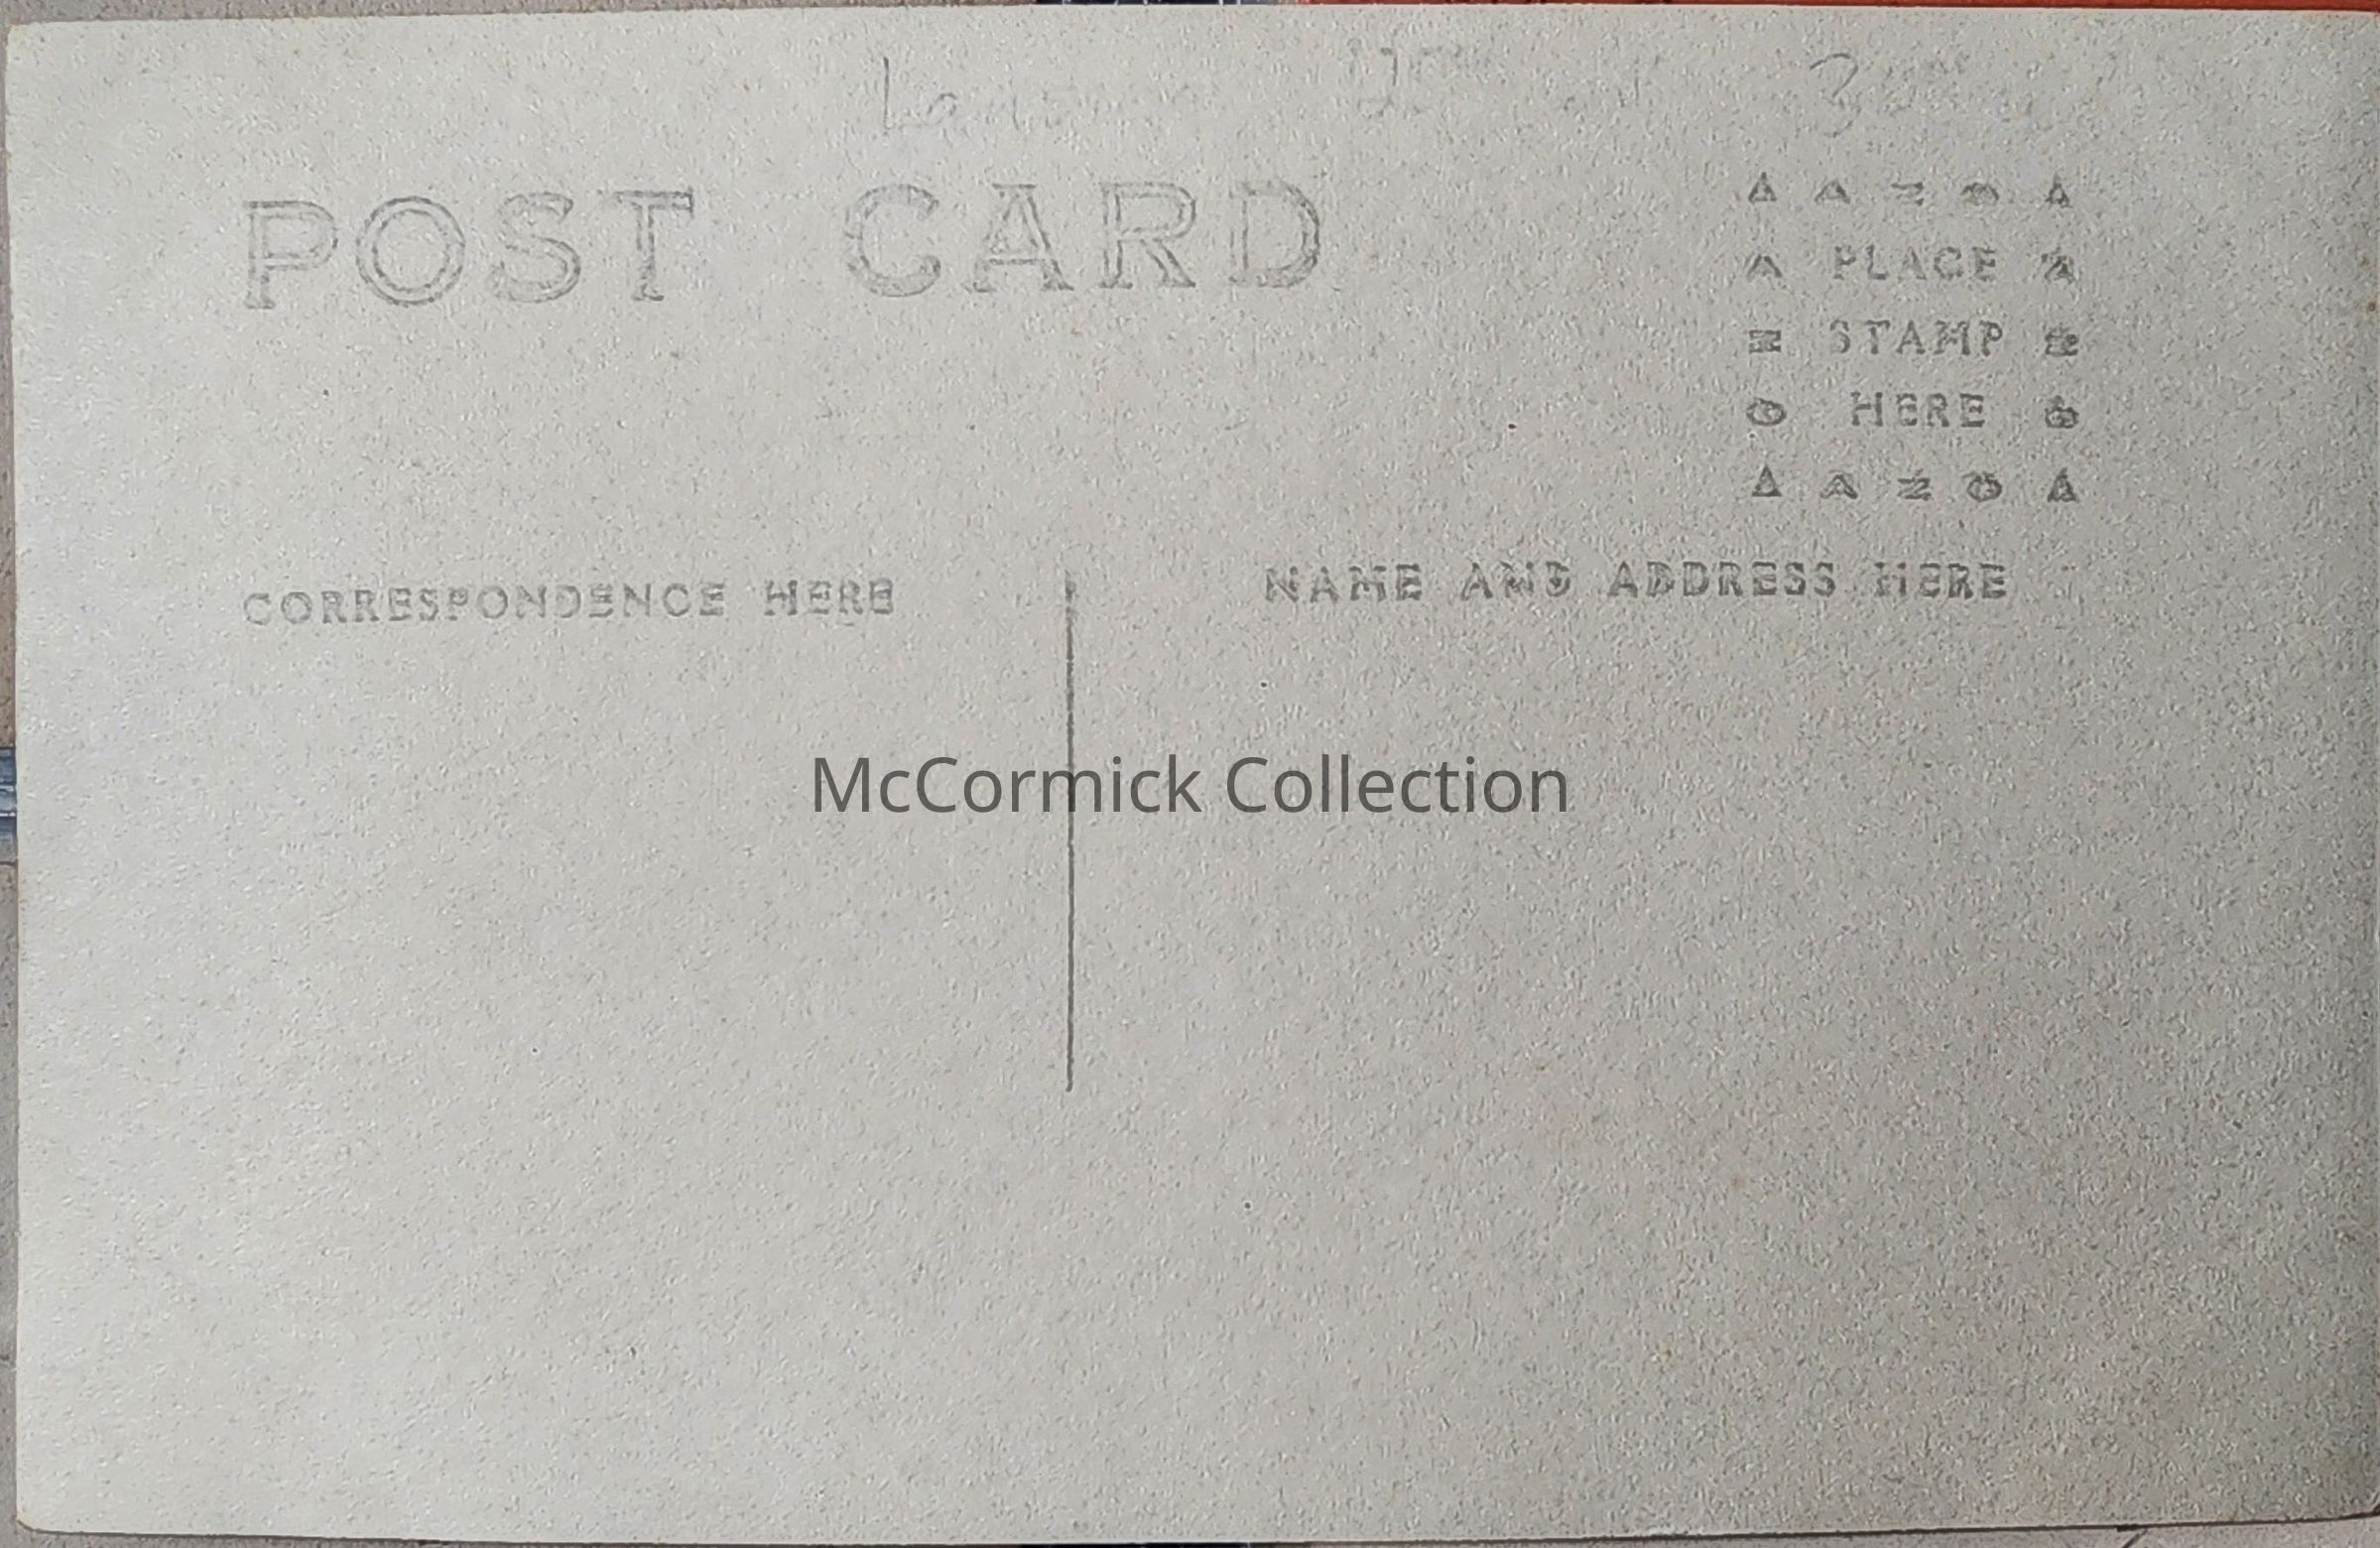 POST CARD
▲ A Z O ▲
A PLACE A
Z STAMP Z
O HERE O
▲ A Z O ▲
CORRESPONDENCE HERE
NAME AND ADDRESS HERE
McCormick Collection